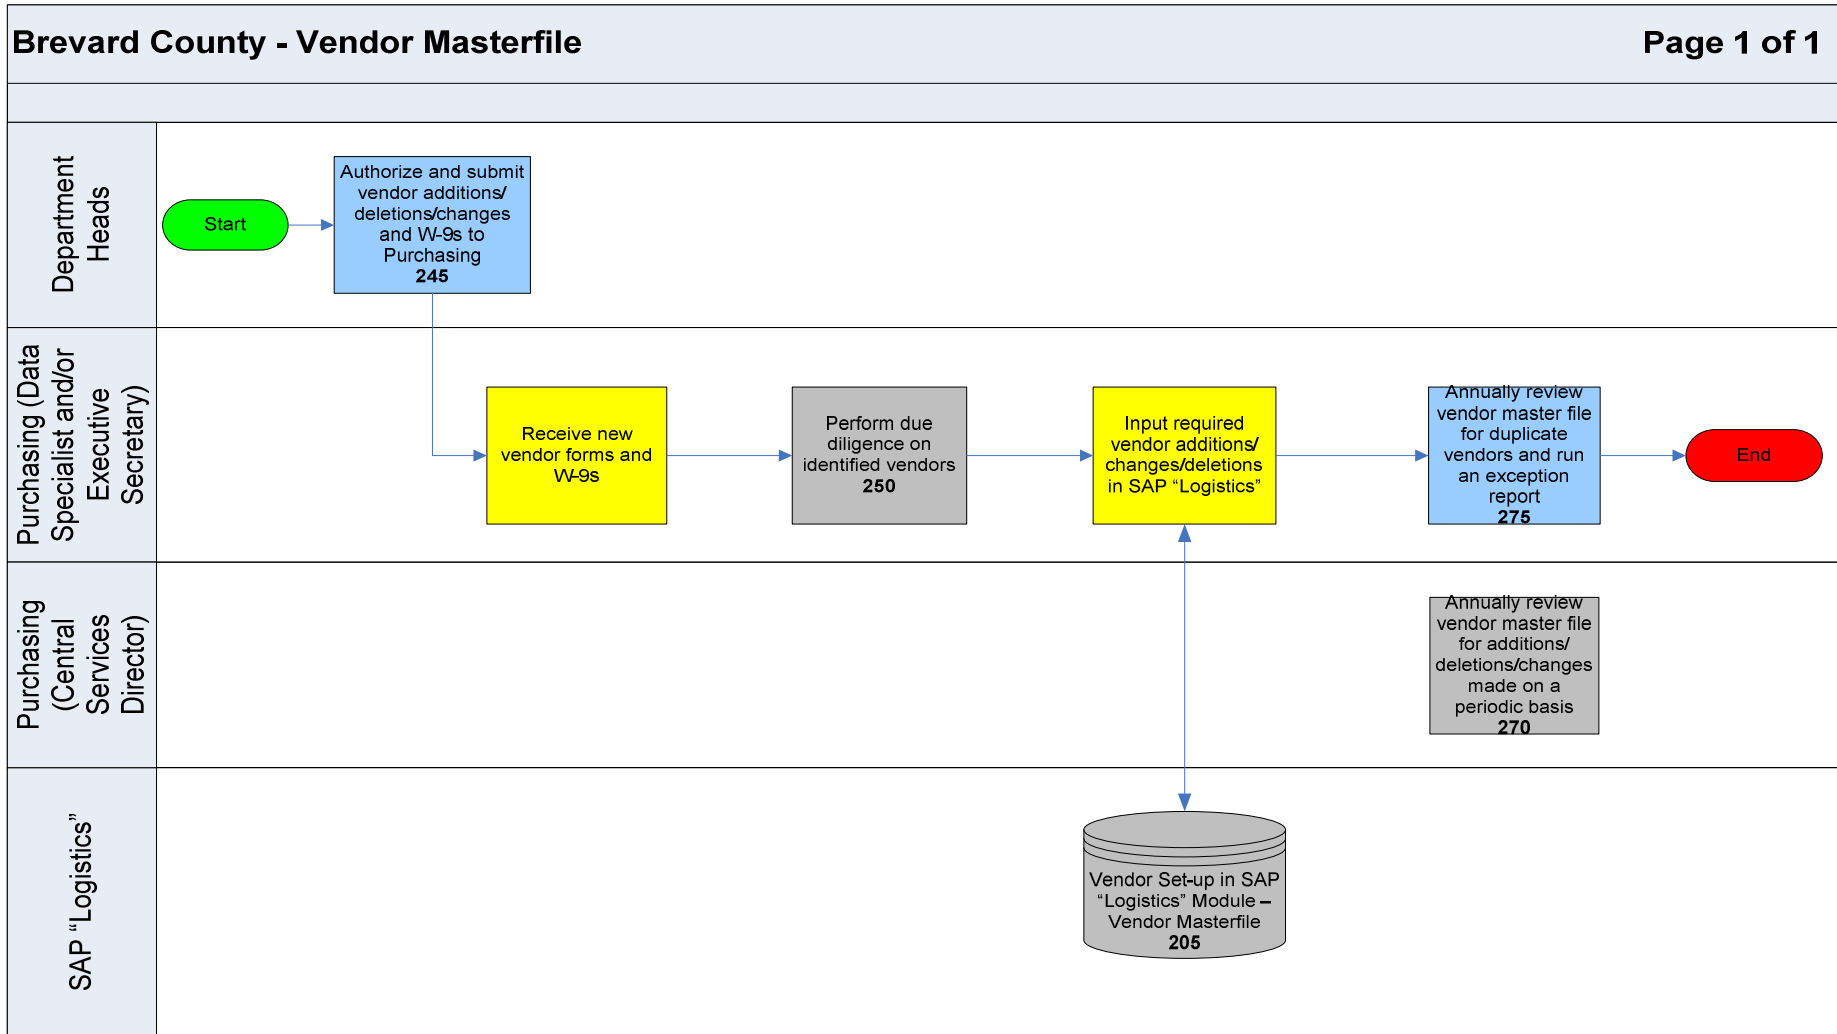 Brevard County - Vendor Masterfile
Page 1 of 1
Department
Heads
Start
Authorize and submit
vendor additions/
deletions/changes
and W-9s to
Purchasing
245
Purchasing (Data
Specialist and/or
Executive
Secretary)
Receive new
vendor forms and
W-9s
Perform due
diligence on
identified vendors
250
Input required
vendor additions/
changes/deletions
in SAP “Logistics”
Annually review
vendor master file
for duplicate
vendors and run
an exception
report
275
End
Purchasing
(Central
Services
Director)
Annually review
vendor master file
for additions/
deletions/changes
made on a
periodic basis
270
SAP “Logistics”
Vendor Set-up in SAP
“Logistics” Module –
Vendor Masterfile
205